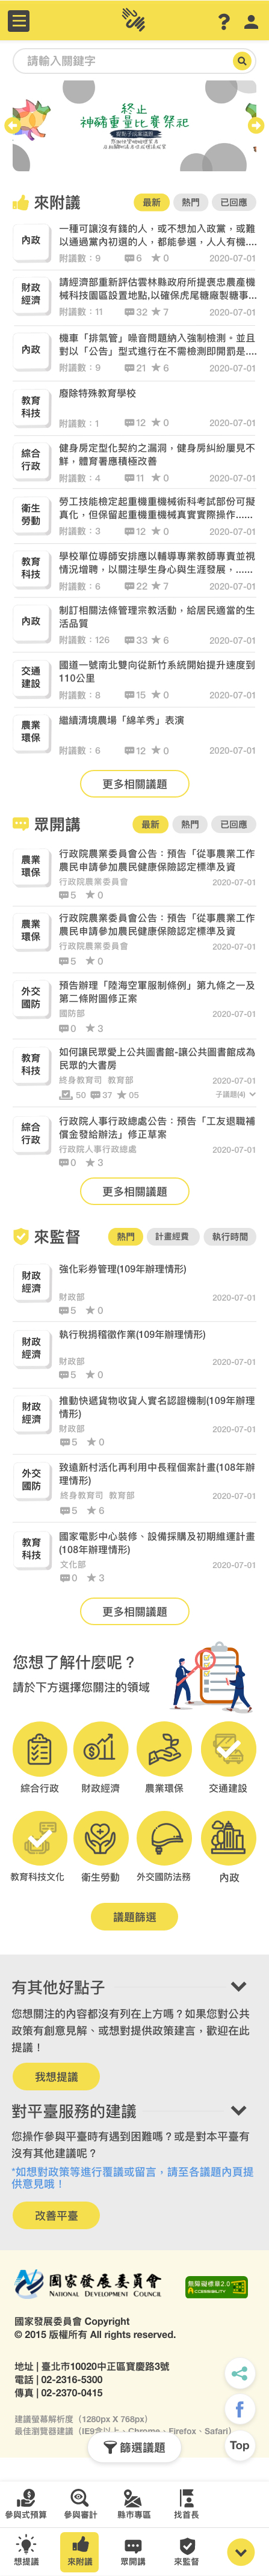 輸入關鍵字
終止
神豬重量比賽祭祀
來附議
最新
熱門
已回應
內政
一種可讓沒有錢的人，或不想加入政黨，或難
以通過黨內初選的人，都能參選，人人有機....
附議數：9
6
0
2020-07-01
財政
經濟
請經濟部重新評估雲林縣政府所提褒忠農產機
械科技園區設置地點,以確保虎尾糖廠製糖事...
附議數：11
32
7
2020-07-01
內政
機車「排氣管」噪音問題納入強制檢測。並且
對以「公告」型式進行在不需檢測即開罰是....
附議數：9
21
6
2020-07-01
教育
科技
廢除特殊教育學校
附議數：1
12
0
2020-07-01
綜合
行政
健身房定型化契約之漏洞，健身房糾紛屢見不
鮮，體育署應積極改善
附議數：4
11
0
2020-07-01
衛生
勞動
勞工技能檢定起重機重機械術科考試部份可擬
真化，但保留起重機重機械真實實際操作......
附議數：3
12
0
2020-07-01
教育
科技
學校單位導師安排應以輔導專業教師專責並視
情況增聘，以關注學生身心與生涯發展，......
附議數：6
22
7
2020-07-01
內政
制訂相關法條管理宗教活動，給居民適當的生
活品質
附議數：126
33
6
2020-07-01
交通
建設
國道一號南北雙向從新竹系統開始提升速度到
110公里
附議數：8
15
0
2020-07-01
農業
環保
繼續清境農場「綿羊秀」表演
附議數：6
12
0
2020-07-01
更多相關議題
眾開講
最新
熱門
已回應
農業
環保
行政院農業委員會公告：預告「從事農業工作
農民申請參加農民健康保險認定標準及資
行政院農業委員會
2020-07-01
5
0
農業
環保
行政院農業委員會公告：預告「從事農業工作
農民申請參加農民健康保險認定標準及資
行政院農業委員會
2020-07-01
5
0
外交
國防
預告辦理「陸海空軍服制條例」第九條之一及
第二條附圖修正案
國防部
2020-07-01
0
3
教育
科技
如何讓民眾愛上公共圖書館-讓公共圖書館成為
民眾的大書房
終身教育司 教育部
2020-07-01
50
37
05
子議題(4)
綜合
行政
行政院人事行政總處公告：預告「工友退職補
償金發給辦法」修正草案
行政院人事行政總處
2020-07-01
0
3
更多相關議題
來監督
熱門
計畫經費
執行時間
財政
經濟
強化彩券管理(109年辦理情形)
財政部
2020-07-01
5
0
財政
經濟
執行稅捐稽徵作業(109年辦理情形)
財政部
2020-07-01
5
0
財政
經濟
推動快遞貨物收貨人實名認證機制(109年辦理
情形)
財政部
2020-07-01
5
0
外交
國防
致遠新村活化再利用中長程個案計畫(108年辦
理情形)
終身教育司 教育部
2020-07-01
5
6
教育
科技
國家電影中心裝修、設備採購及初期維運計畫
(108年辦理情形)
文化部
2020-07-01
0
3
更多相關議題
您想了解什麼呢？
請於下方選擇您關注的領域
綜合行政
財政經濟
農業環保
交通建設
教育科技文化
衛生勞動
外交國防法務
內政
議題篩選
有其他好點子
您想關注的內容都沒有列在上方嗎？如果您對公共
政策有創意見解、或想對提供政策建言，歡迎在此
提議！
我想提議
對平臺服務的建議
您操作參與平臺時有遇到困難嗎？或是對本平臺有
沒有其他建議呢？
*如想對政策等進行覆議或留言，請至各議題內頁提
供意見哦！
改善平臺
國家發展委員會
無障礙標章2.0
ACCESSIBILITY
國家發展委員會 Copyright
© 2015 版權所有 All rights reserved.
地址 | 臺北市10020中正區寶慶路3號
電話 | 02-2316-5300
傳真 | 02-2370-0415
建議螢幕解析度（1280px X 768px）
最佳瀏覽器建議（IE9含以上、Chrome、Firefox、Safari）
Top
篩選議題
參與式預算
參與審計
縣市專區
找首長
想提議
來附議
眾開講
來監督